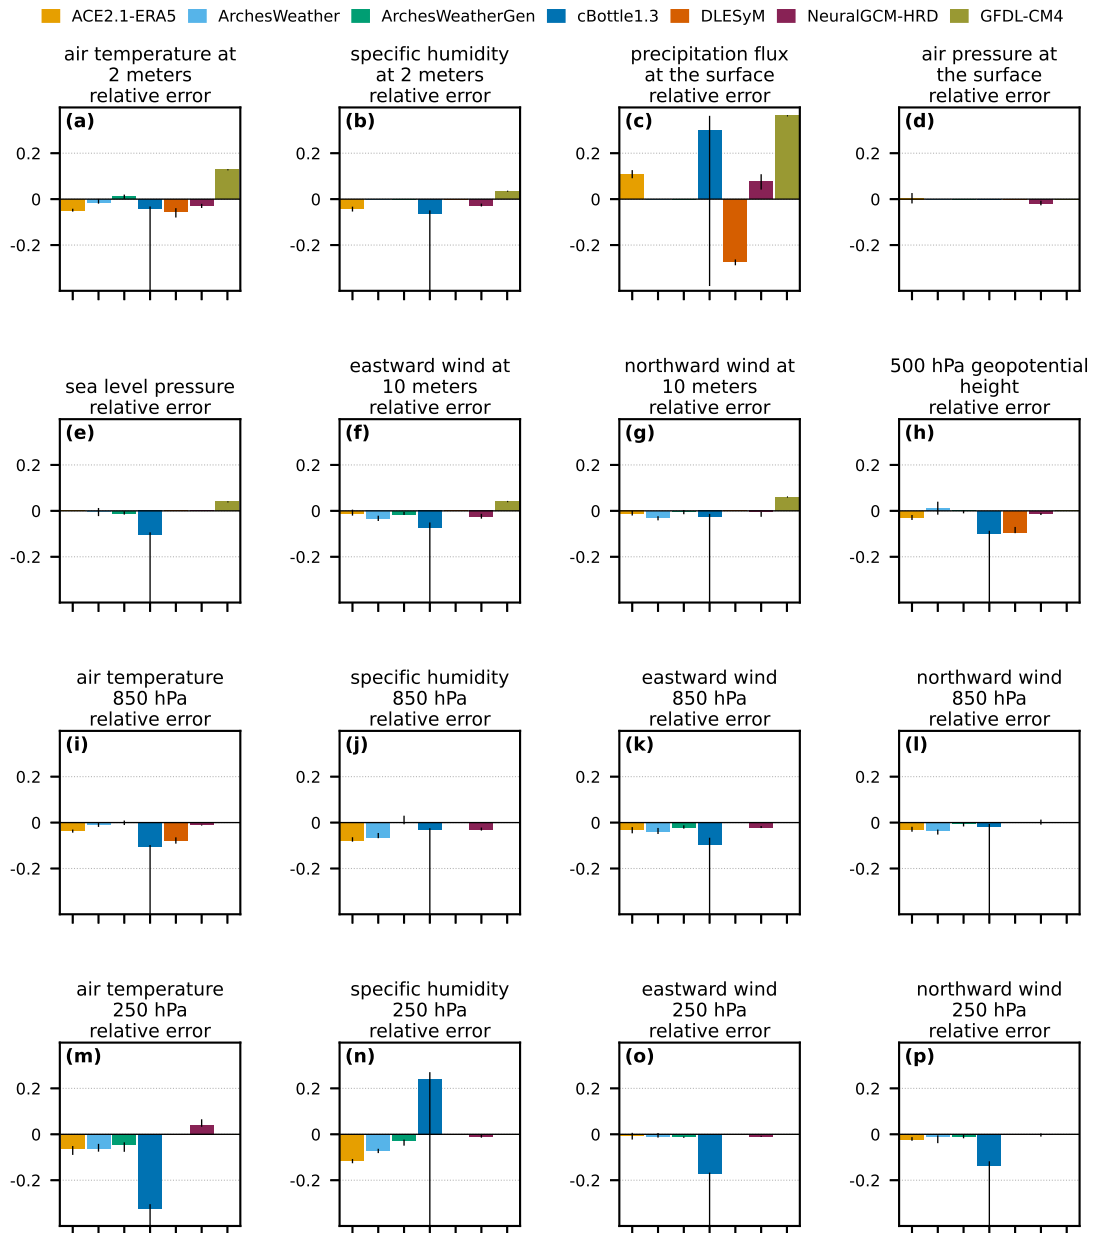 ACE2.1-ERA5 ArchesWeather ArchesWeatherGen cBottle1.3 DLESyM NeuralGCM-HRD GFDL-CM4
air temperature at
2 meters
relative error
(a)
0.2
0
-0.2
specific humidity
at 2 meters
relative error
(b)
0.2
0
-0.2
precipitation flux
at the surface
relative error
(c)
0.2
0
-0.2
air pressure at
the surface
relative error
(d)
0.2
0
-0.2
sea level pressure
relative error
(e)
0.2
0
-0.2
eastward wind at
10 meters
relative error
(f)
0.2
0
-0.2
northward wind at
10 meters
relative error
(g)
0.2
0
-0.2
500 hPa geopotential
height
relative error
(h)
0.2
0
-0.2
air temperature
850 hPa
relative error
(i)
0.2
0
-0.2
specific humidity
850 hPa
relative error
(j)
0.2
0
-0.2
eastward wind
850 hPa
relative error
(k)
0.2
0
-0.2
northward wind
850 hPa
relative error
(l)
0.2
0
-0.2
air temperature
250 hPa
relative error
(m)
0.2
0
-0.2
specific humidity
250 hPa
relative error
(n)
0.2
0
-0.2
eastward wind
250 hPa
relative error
(o)
0.2
0
-0.2
northward wind
250 hPa
relative error
(p)
0.2
0
-0.2